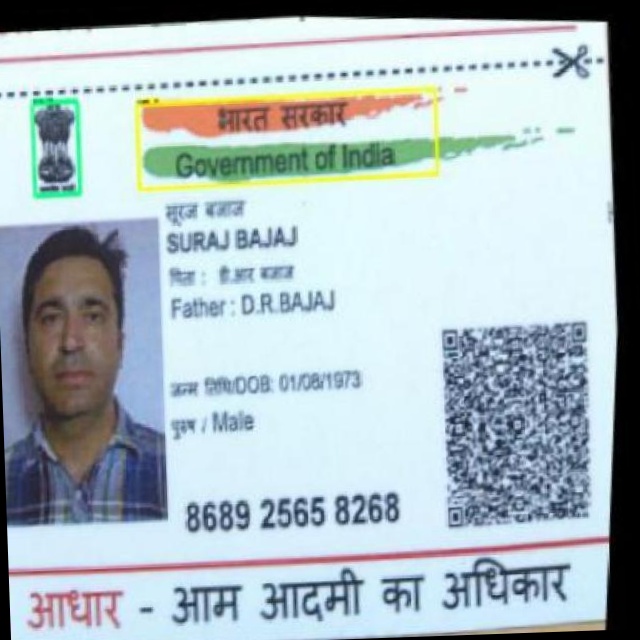 भारत सरकार
Government of India
सूरज बजाज
SURAJ BAJAJ
पिता : डी.आर बजाज
Father : D.R.BAJAJ
जन्म तिथि/DOB: 01/08/1973
पुरुष / Male
8689 2565 8268
आधार - आम आदमी का अधिकार